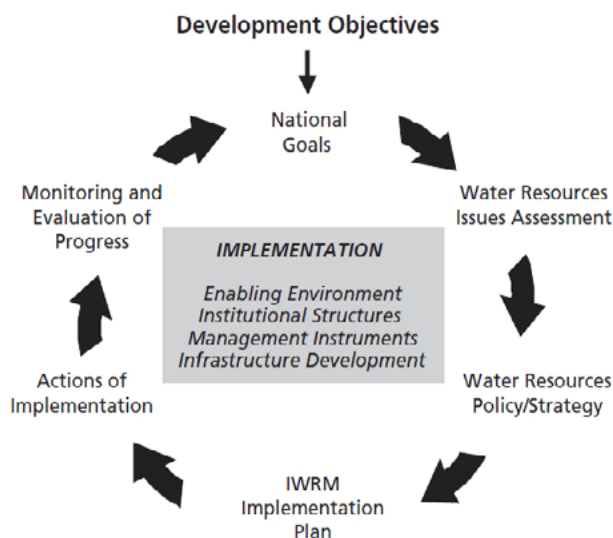 Development Objectives
National
Goals
Water Resources
Issues Assessment
Water Resources
Policy/Strategy
IWRM
Implementation
Plan
Actions of
Implementation
Monitoring and
Evaluation of
Progress
IMPLEMENTATION
Enabling Environment
Institutional Structures
Management Instruments
Infrastructure Development